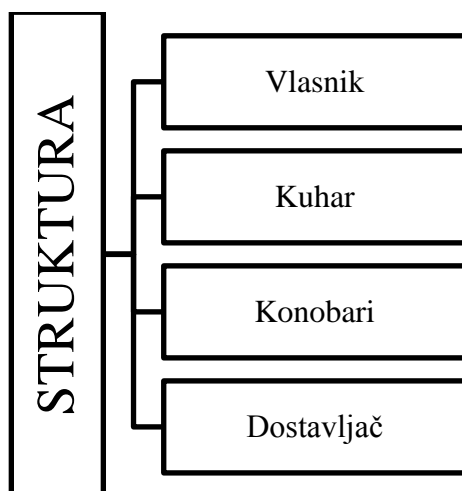 STRUKTURA
Vlasnik
Kuhar
Konobari
Dostavljač